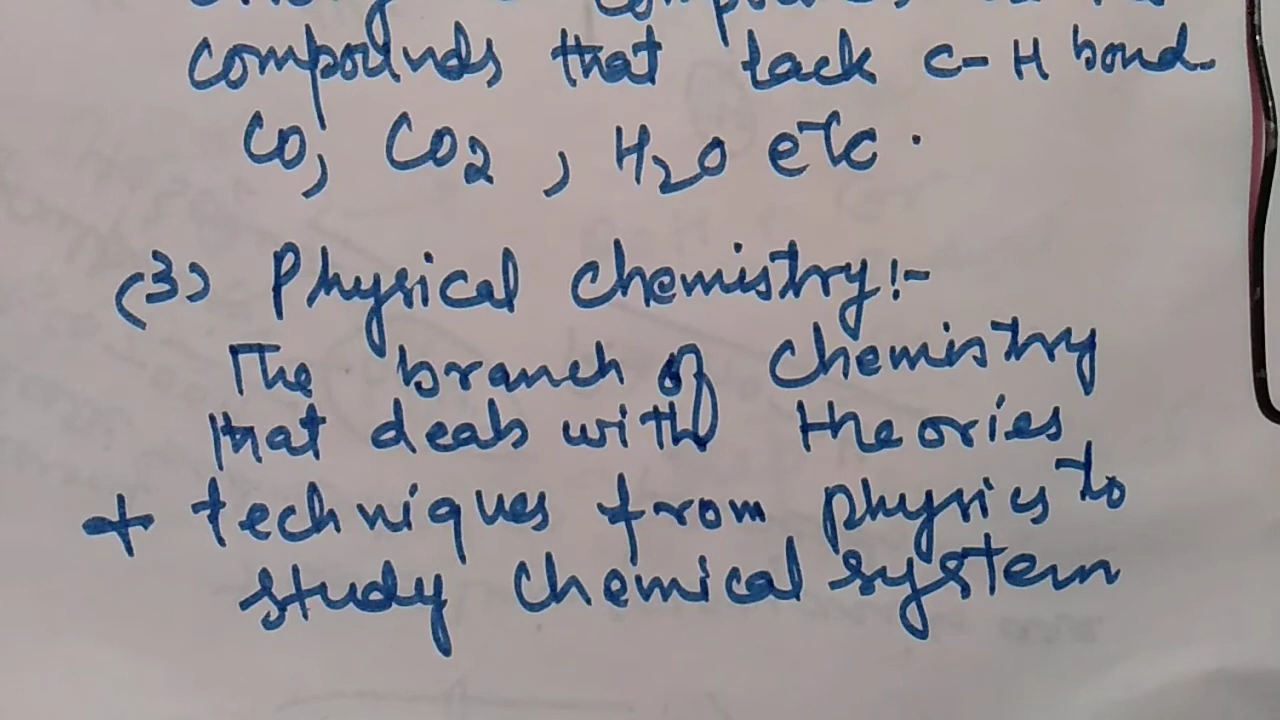 compounds that lack C-H bond.
CO, CO2, H2O etc.
(3) Physical chemistry:-
The branch of chemistry
that deals with theories
+ techniques from physics to
study chemical system